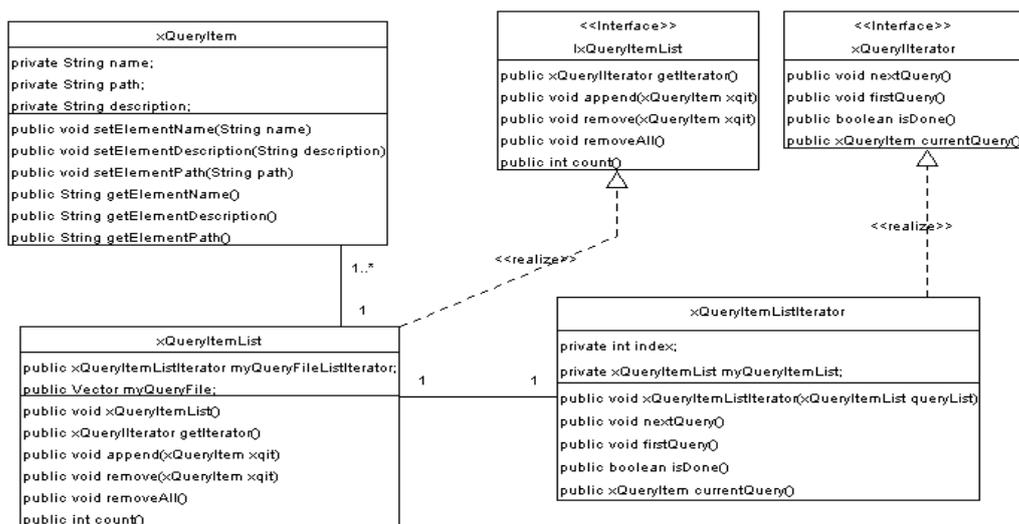 xQueryItem
private String name;
private String path;
private String description;
public void setElementName(String name)
public void setElementDescription(String description)
public void setElementPath(String path)
public String getElementName()
public String getElementDescription()
public String getElementPath()
<<Interface>>
IxQueryItemList
public xQueryIIterator getIterator()
public void append(xQueryItem xqit)
public void remove(xQueryItem xqit)
public void removeAll()
public int count()
<<Interface>>
xQueryIIterator
public void nextQuery()
public void firstQuery()
public boolean isDone()
public xQueryItem currentQuery()
1..*
1
<<realize>>
<<realize>>
xQueryItemList
public xQueryItemListIterator myQueryFileListIterator;
public Vector myQueryFile;
public void xQueryItemList()
public xQueryIIterator getIterator()
public void append(xQueryItem xqit)
public void remove(xQueryItem xqit)
public void removeAll()
public int count()
1
1
xQueryItemListIterator
private int index;
private xQueryItemList myQueryItemList;
public void xQueryItemListIterator(xQueryItemList queryList)
public void nextQuery()
public void firstQuery()
public boolean isDone()
public xQueryItem currentQuery()